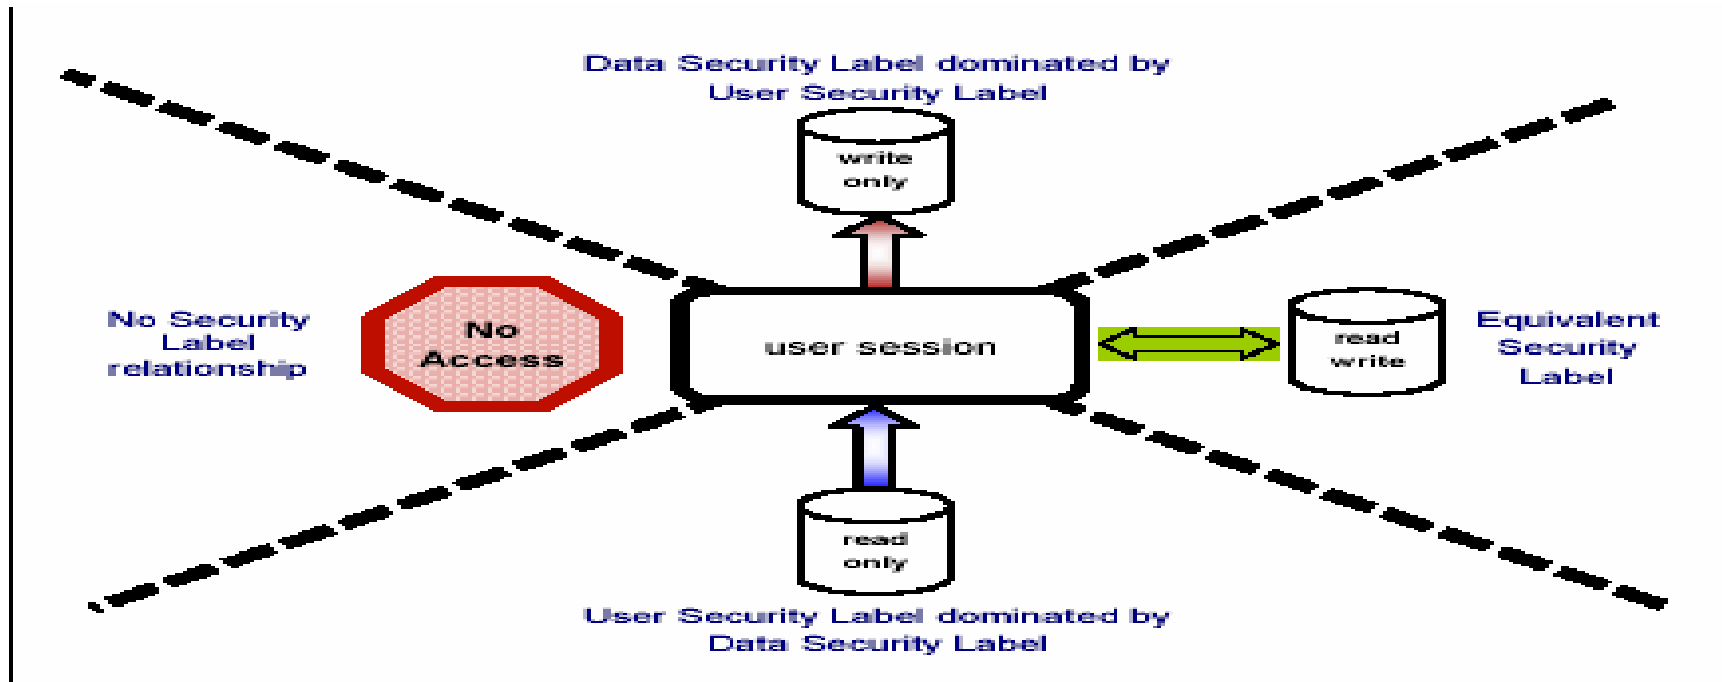 Data Security Label dominated by
User Security Label
write
only
No Security
Label
relationship
No
Access
user session
read
write
Equivalent
Security
Label
read
only
User Security Label dominated by
Data Security Label